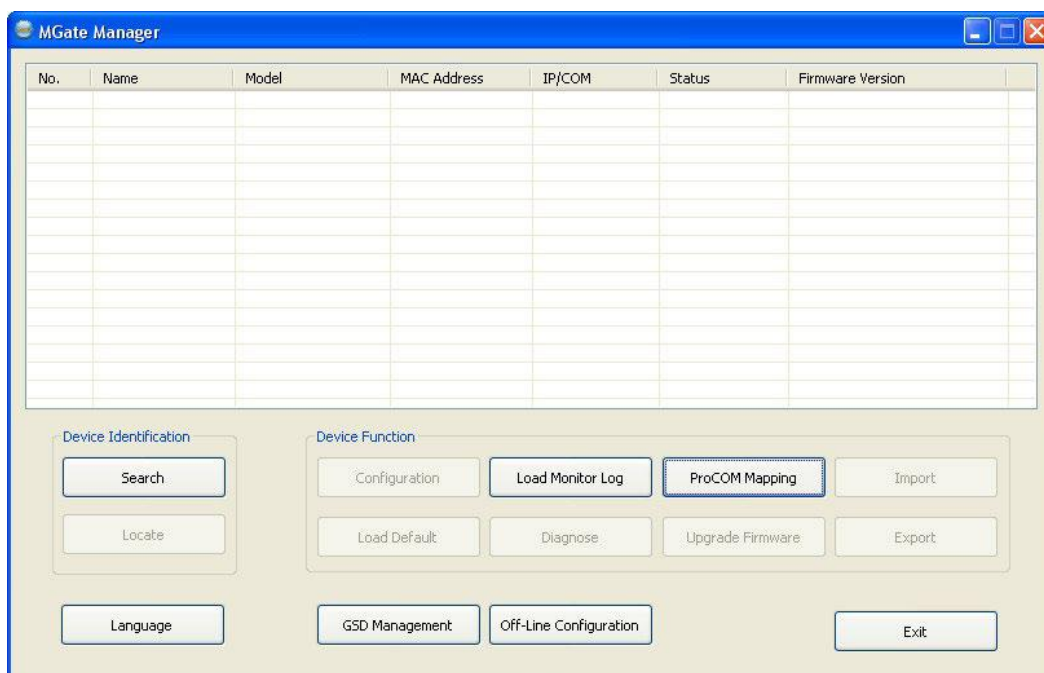 MGate Manager
No. Name Model MAC Address IP/COM Status Firmware Version
Device Identification Device Function
Search Configuration Load Monitor Log ProCOM Mapping Import
Locate Load Default Diagnose Upgrade Firmware Export
Language GSD Management Off-Line Configuration Exit